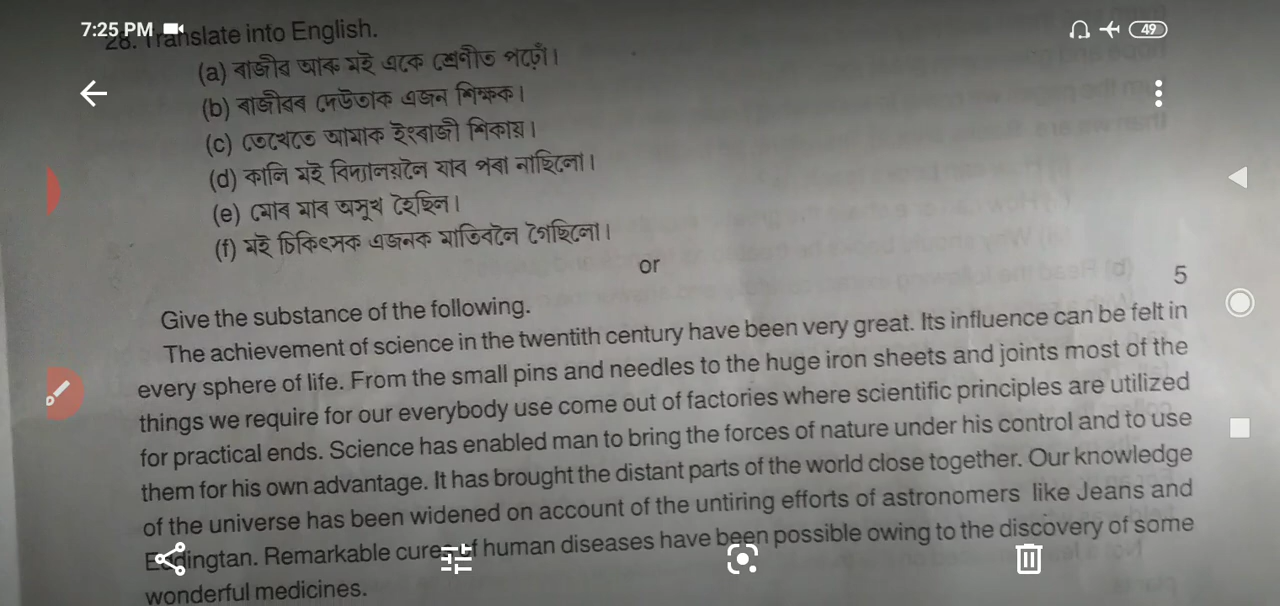 7:25 PM
49
28. Translate into English.
(a) ৰাজীৱ আৰু মই একে শ্ৰেণীত পঢ়োঁ।
(b) ৰাজীৱৰ দেউতাক এজন শিক্ষক।
(c) তেখেতে আমাক ইংৰাজী শিকায়।
(d) কালি মই বিদ্যালয়লৈ যাব পৰা নাছিলো।
(e) মোৰ মাৰ অসুখ হৈছিল।
(f) মই চিকিৎসক এজনক মাতিবলৈ গৈছিলো।
or
5
Give the substance of the following.
The achievement of science in the twentith century have been very great. Its influence can be felt in
every sphere of life. From the small pins and needles to the huge iron sheets and joints most of the
things we require for our everybody use come out of factories where scientific principles are utilized
for practical ends. Science has enabled man to bring the forces of nature under his control and to use
them for his own advantage. It has brought the distant parts of the world close together. Our knowledge
of the universe has been widened on account of the untiring efforts of astronomers like Jeans and
Eddingtan. Remarkable cures of human diseases have been possible owing to the discovery of some
wonderful medicines.